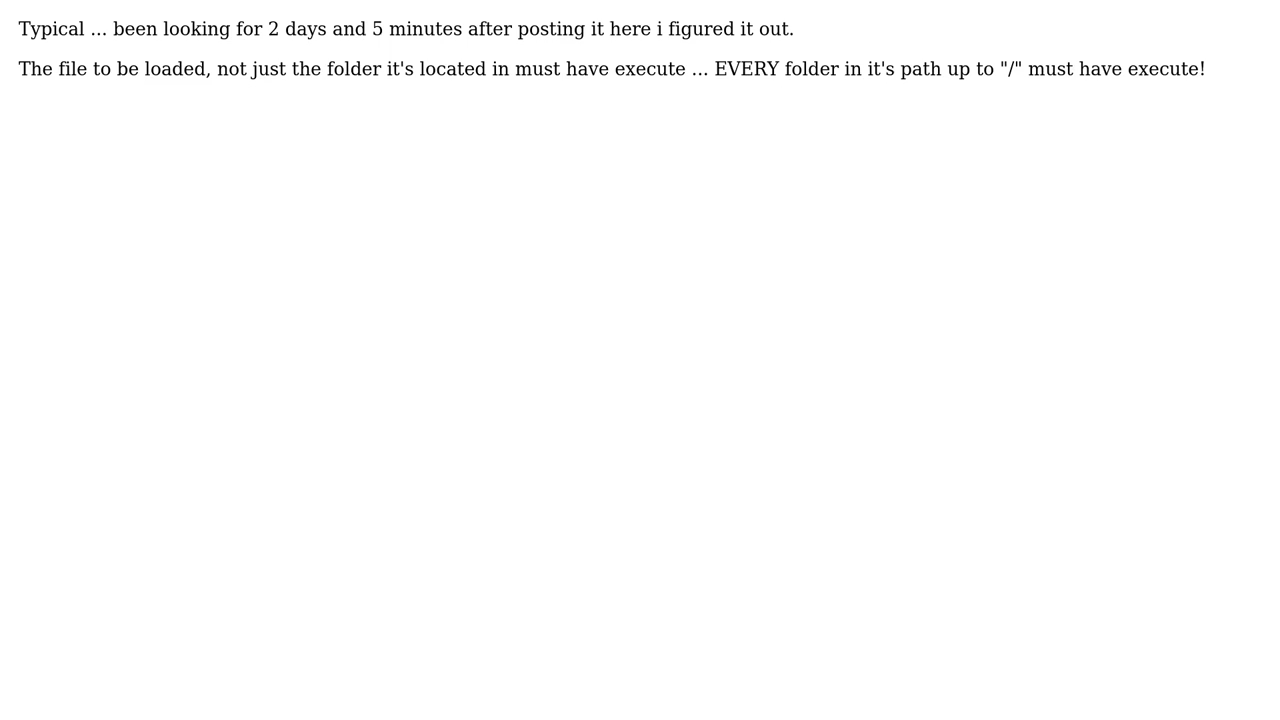 Typical ... been looking for 2 days and 5 minutes after posting it here i figured it out.
The file to be loaded, not just the folder it's located in must have execute ... EVERY folder in it's path up to "/" must have execute!